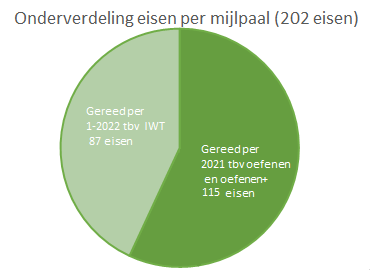 Onderverdeling eisen per mijlpaal (202 eisen)
Gereed per
1-2022 tbv IWT
87 eisen
Gereed per
2021 tbv oefenen
en oefenen+
115 eisen